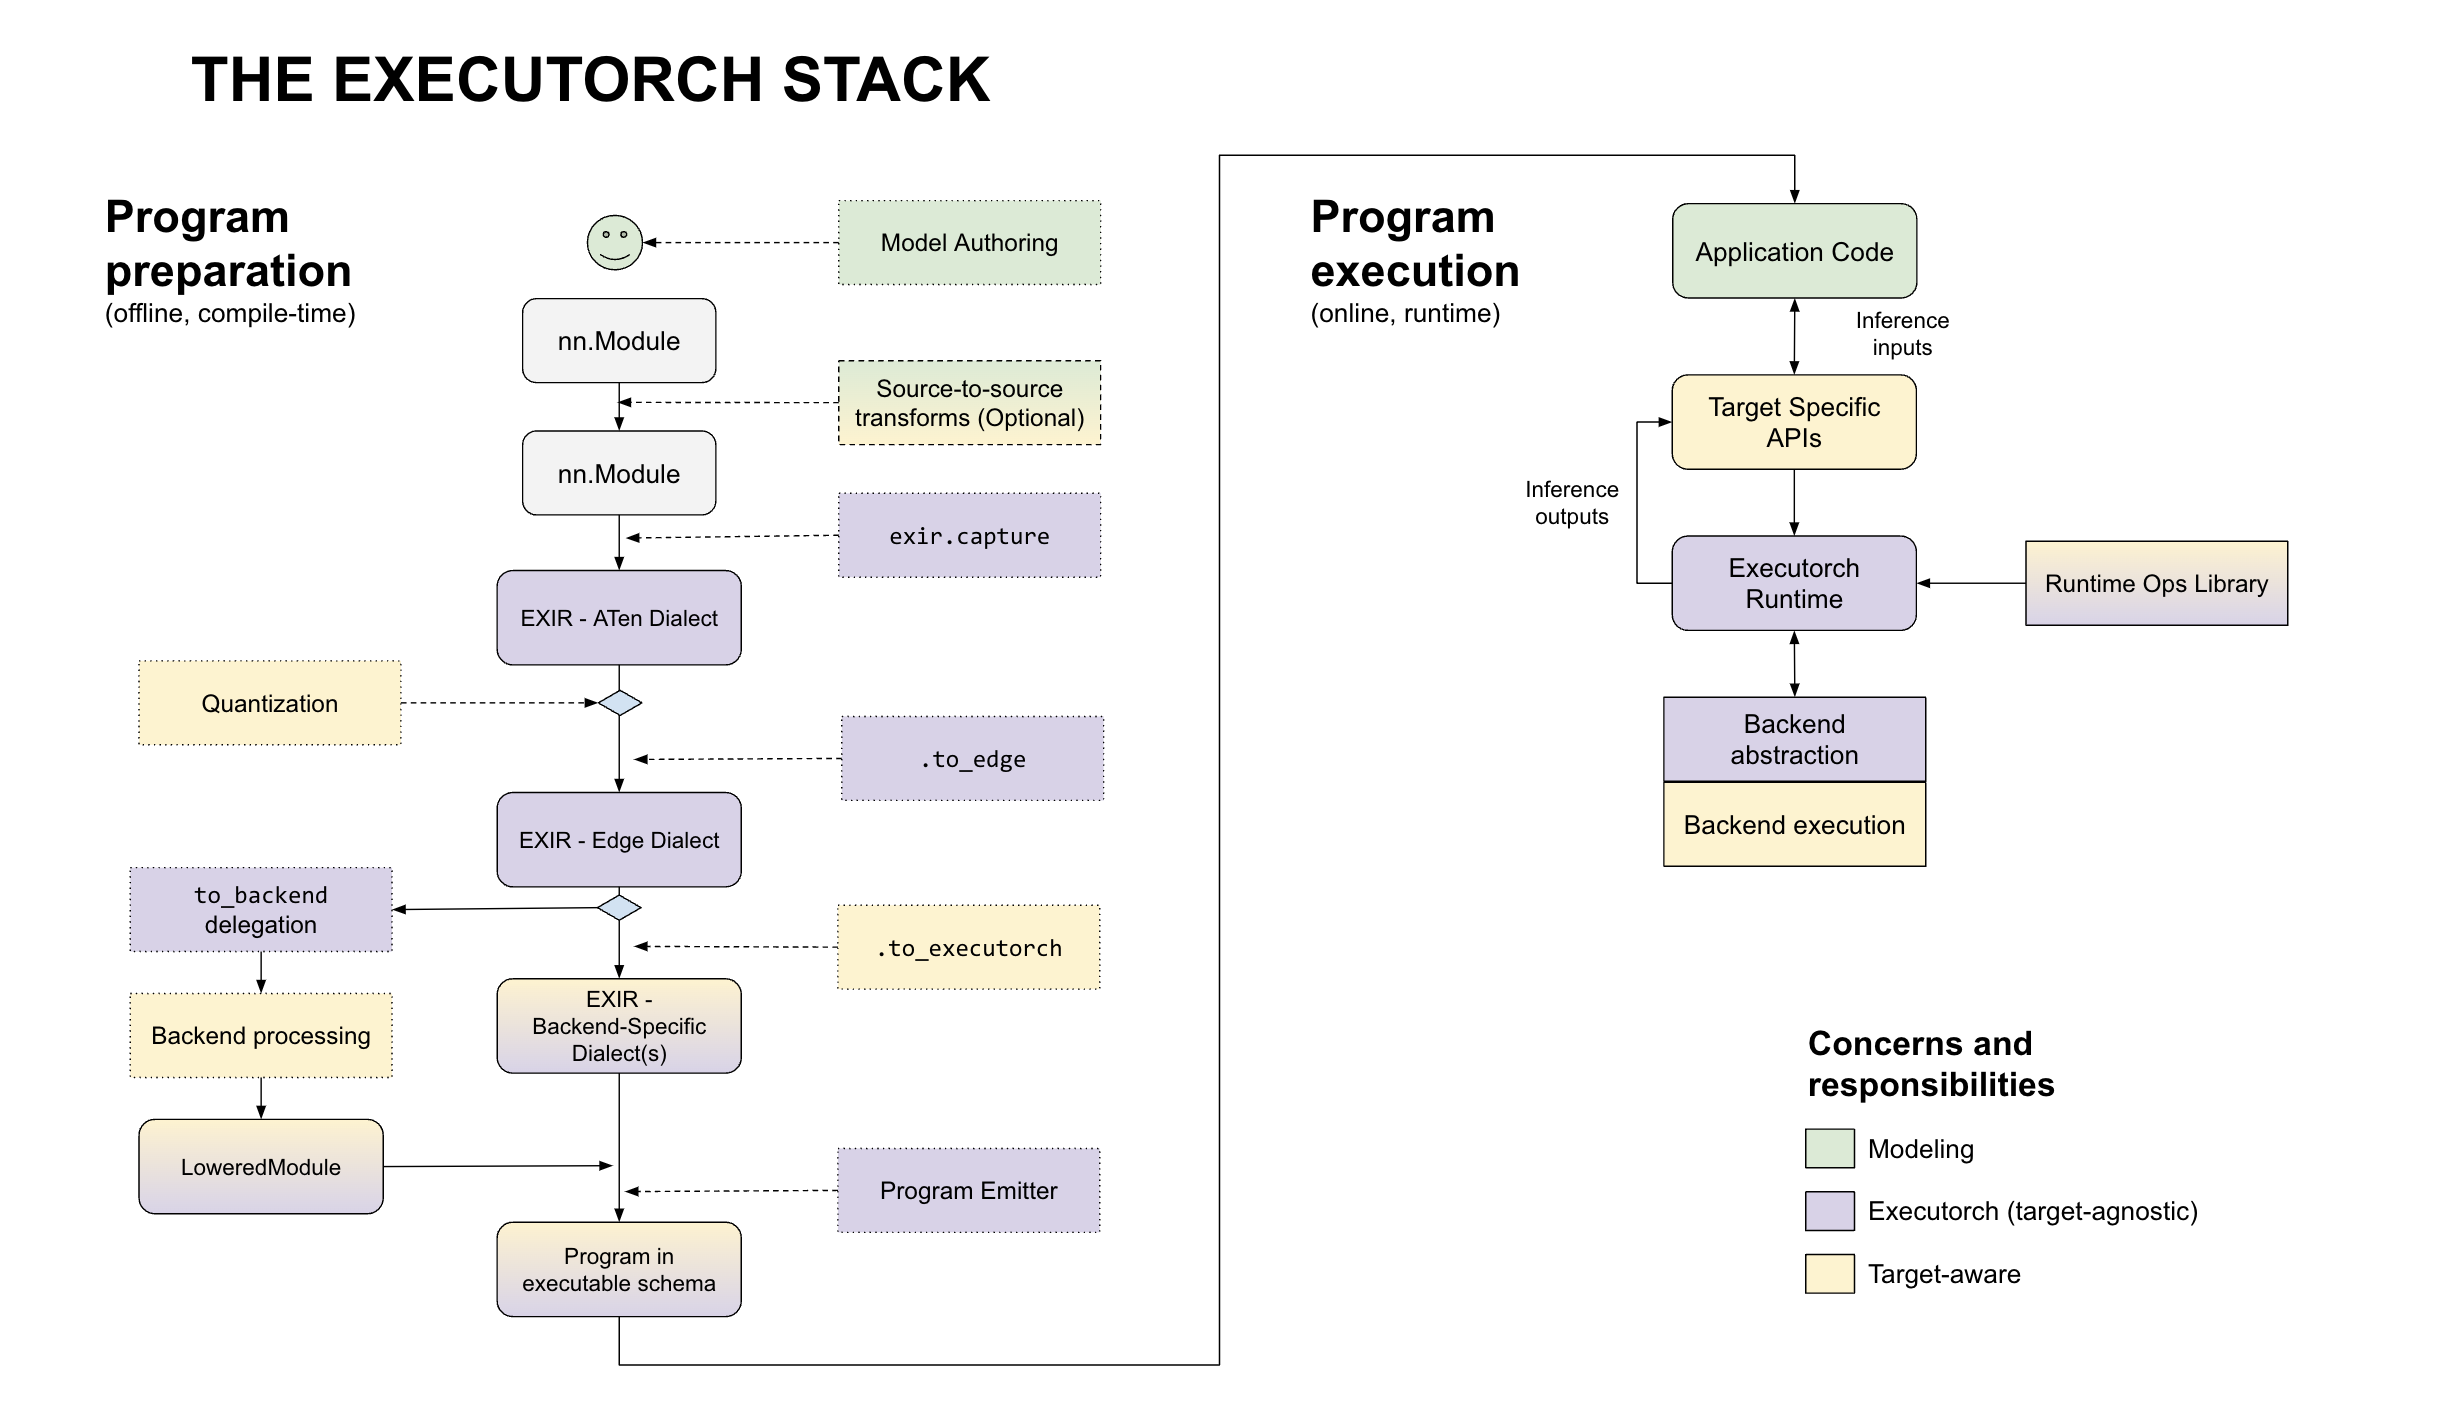 THE EXECUTORCH STACK
Program
preparation
(offline, compile-time)
Model Authoring
nn.Module
Source-to-source
transforms (Optional)
nn.Module
exir.capture
EXIR - ATen Dialect
Quantization
.to_edge
EXIR - Edge Dialect
to_backend
delegation
.to_executorch
EXIR -
Backend-Specific
Dialect(s)
Backend processing
LoweredModule
Program Emitter
Program in
executable schema
Program
execution
(online, runtime)
Application Code
Inference
inputs
Target Specific
APIs
Inference
outputs
Executorch
Runtime
Runtime Ops Library
Backend
abstraction
Backend execution
Concerns and
responsibilities
Modeling
Executorch (target-agnostic)
Target-aware